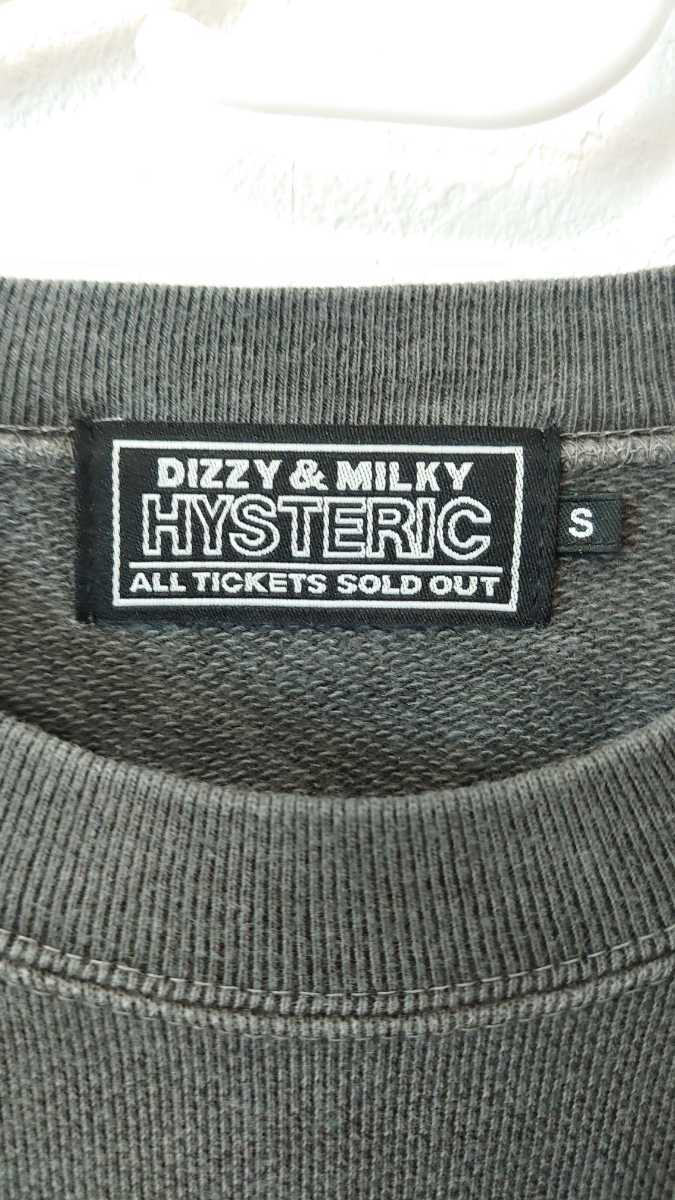 DIZZY & MILKY
HYSTERIC
ALL TICKETS SOLD OUT
S